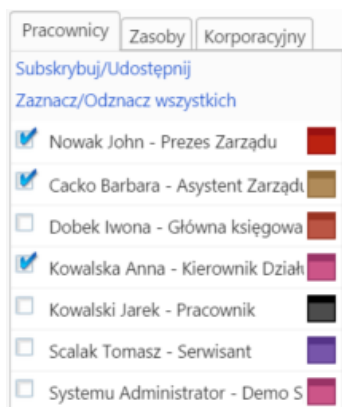 Pracownicy Zasoby Korporacyjny
Subskrybuj/Udostępnij
Zaznacz/Odznacz wszystkich
Nowak John - Prezes Zarządu
Cacko Barbara - Asystent Zarządu
Dobek Iwona - Główna księgowa
Kowalska Anna - Kierownik Dział
Kowalski Jarek - Pracownik
Scalak Tomasz - Serwisant
Systemu Administrator - Demo S